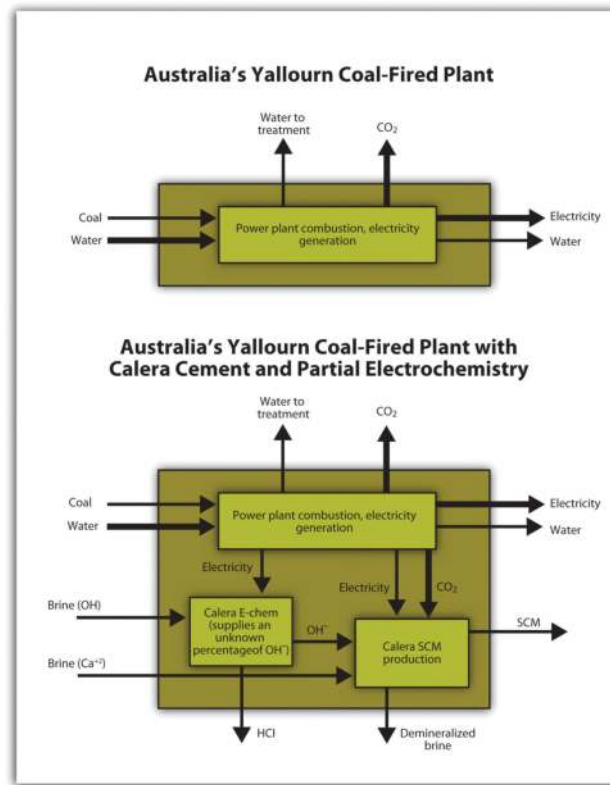 Australia's Yallourn Coal-Fired Plant
Water to
treatment
CO₂
Coal
Water
Power plant combustion, electricity
generation
Electricity
Water
Australia's Yallourn Coal-Fired Plant with
Calera Cement and Partial Electrochemistry
Water to
treatment
CO₂
Coal
Water
Power plant combustion, electricity
generation
Electricity
Water
Electricity
Electricity
CO₂
Brine (OH)
Calera E-chem
(supplies an
unknown
percentageof OH⁻)
OH⁻
Calera SCM
production
SCM
Brine (Ca⁺²)
HCl
Demineralized
brine